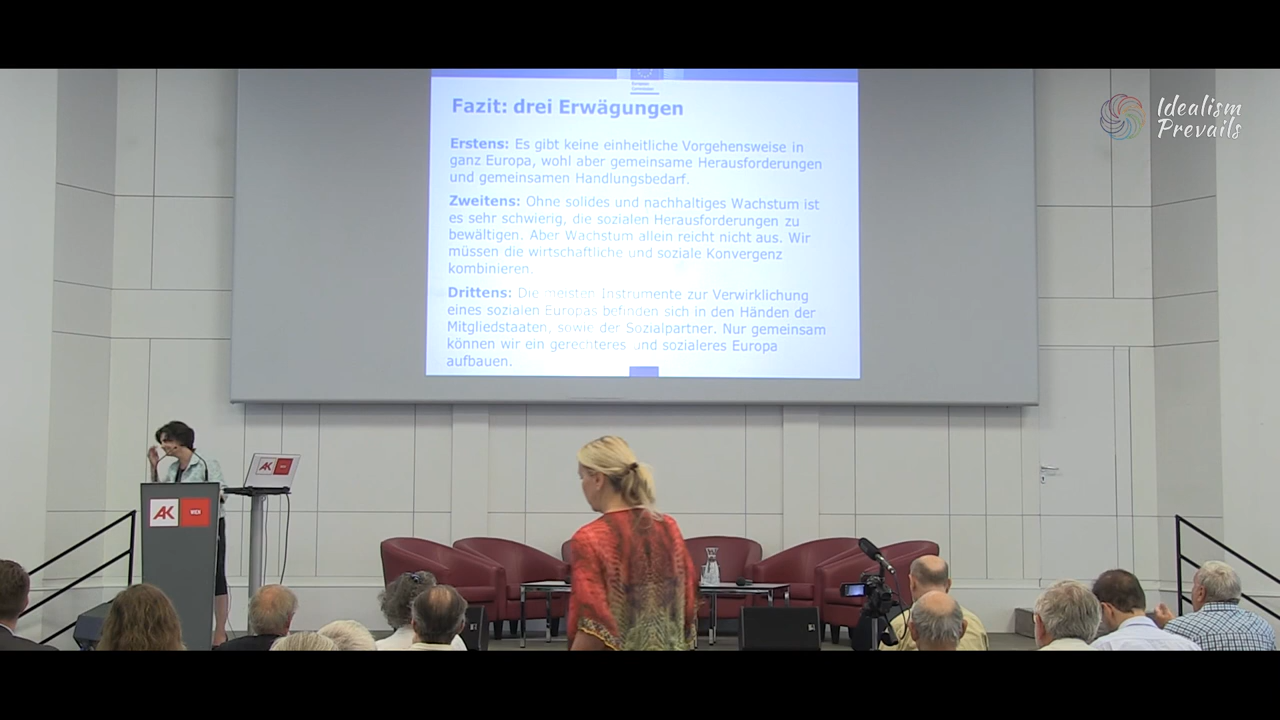 Idealism
Prevails
Fazit: drei Erwägungen
Erstens: Es gibt keine einheitliche Vorgehensweise in
ganz Europa, wohl aber gemeinsame Herausforderungen
und gemeinsamen Handlungsbedarf.
Zweitens: Ohne solides und nachhaltiges Wachstum ist
es sehr schwierig, die sozialen Herausforderungen zu
bewältigen. Aber Wachstum allein reicht nicht aus. Wir
müssen die wirtschaftliche und soziale Konvergenz
kombinieren.
Drittens: Die meisten Instrumente zur Verwirklichung
eines sozialen Europas befinden sich in den Händen der
Mitgliedstaaten, sowie der Sozialpartner. Nur gemeinsam
können wir ein gerechteres und sozialeres Europa
aufbauen.
AK
AK WIEN